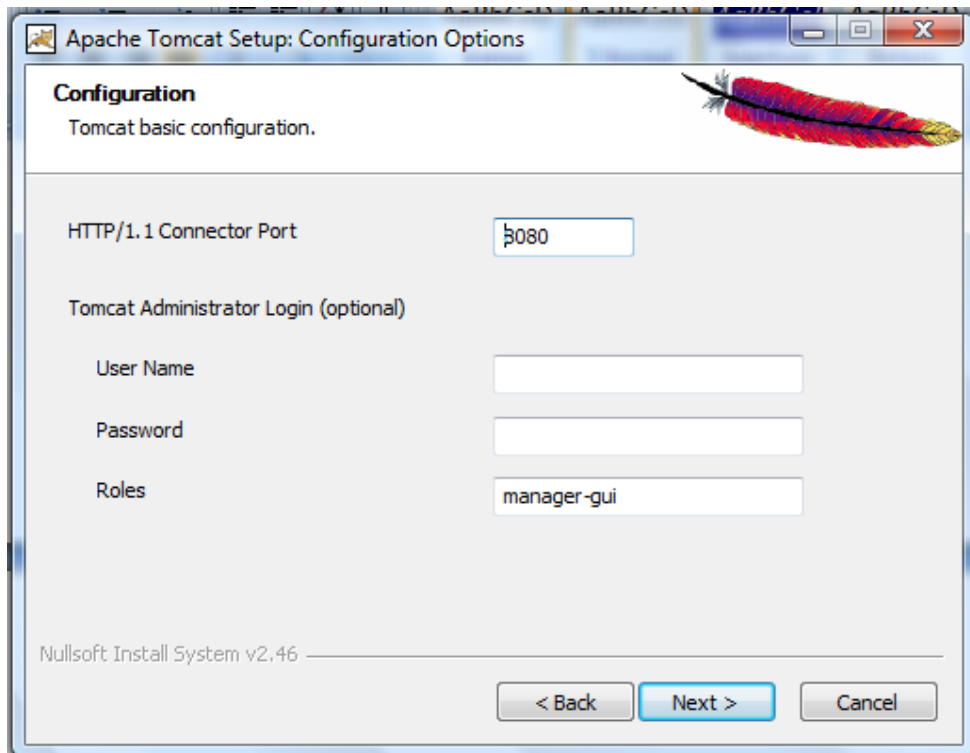 Apache Tomcat Setup: Configuration Options
Configuration
Tomcat basic configuration.
HTTP/1.1 Connector Port
8080
Tomcat Administrator Login (optional)
User Name
Password
Roles
manager-gui
Nullsoft Install System v2.46
< Back
Next >
Cancel